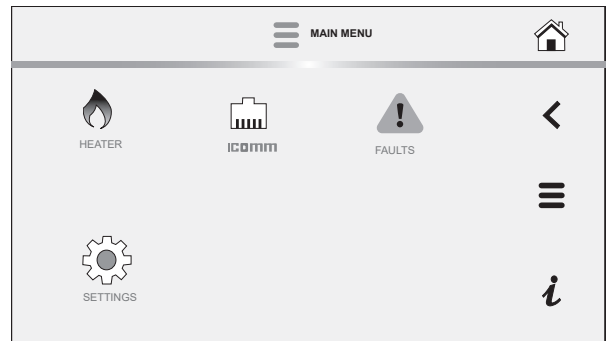 MAIN MENU
HEATER
ICOMM
FAULTS
SETTINGS
i